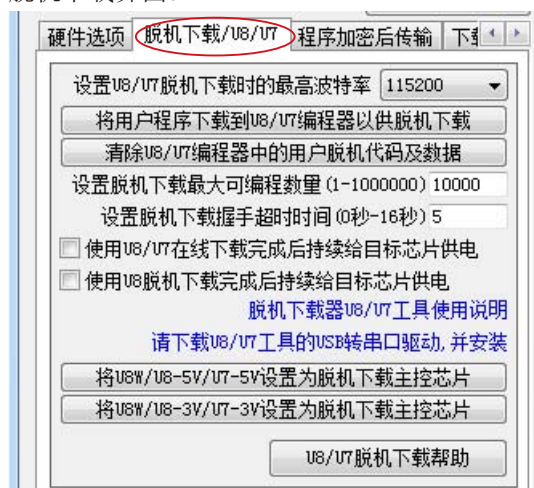 硬件选项 脱机下载/U8/U7 程序加密后传输
设置U8/U7脱机下载时的最高波特率 115200
将用户程序下载到U8/U7编程器以供脱机下载
清除U8/U7编程器中的用户脱机代码及数据
设置脱机下载最大可编程数量(1-1000000) 10000
设置脱机下载握手超时时间(0秒-16秒) 5
使用U8/U7在线下载完成后持续给目标芯片供电
使用U8脱机下载完成后持续给目标芯片供电
脱机下载器U8/U7工具使用说明
请下载U8/U7工具的USB转串口驱动,并安装
将U8W/U8-5V/U7-5V设置为脱机下载主控芯片
将U8W/U8-3V/U7-3V设置为脱机下载主控芯片
U8/U7脱机下载帮助